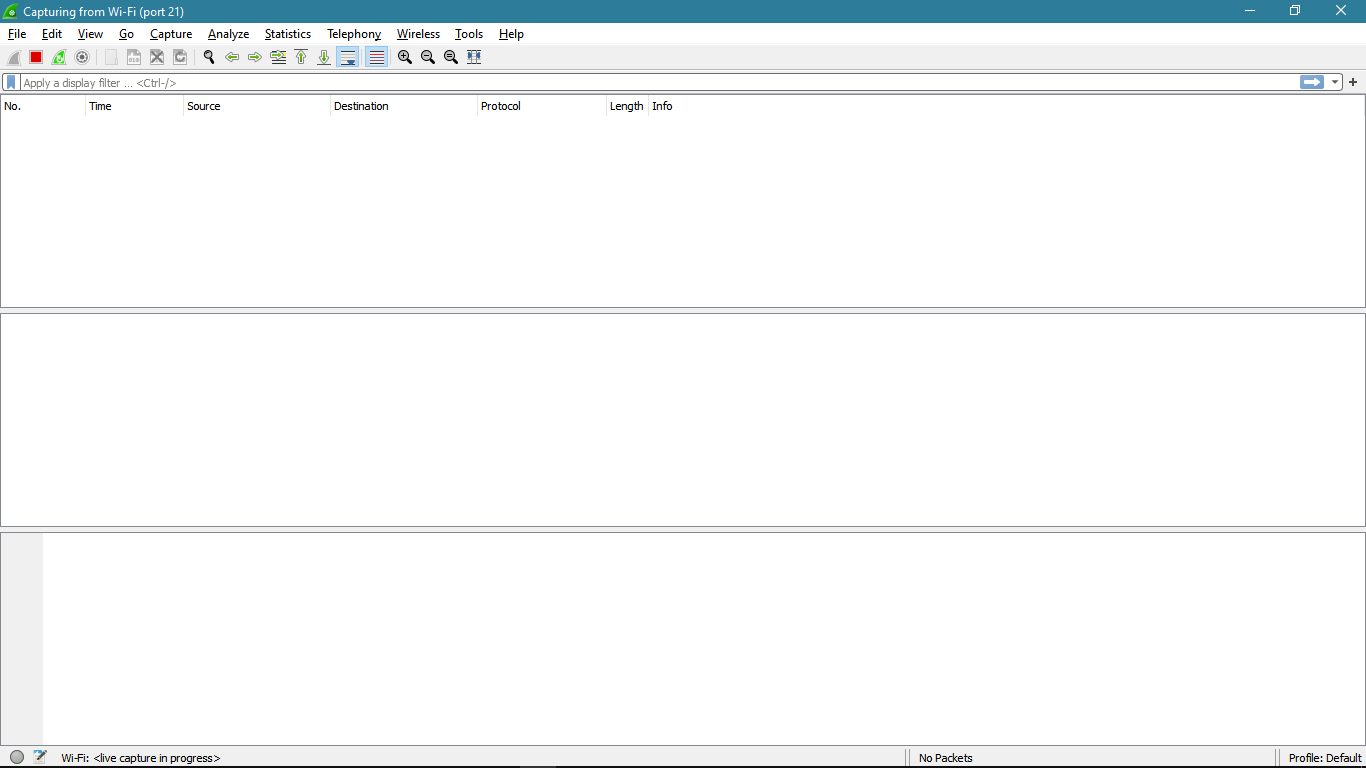 Capturing from Wi-Fi (port 21)
File Edit View Go Capture Analyze Statistics Telephony Wireless Tools Help
Apply a display filter ... <Ctrl-/>
No. Time Source Destination Protocol Length Info
Wi-Fi: <live capture in progress> No Packets Profile: Default